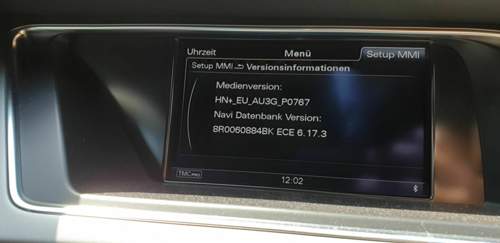 Uhrzeit Menü Setup MMI
Setup MMI Versionsinformationen
Medienversion:
HN+_EU_AU3G_P0767
Navi Datenbank Version:
8R0060884BK ECE 6.17.3
TMC PRO
12:02